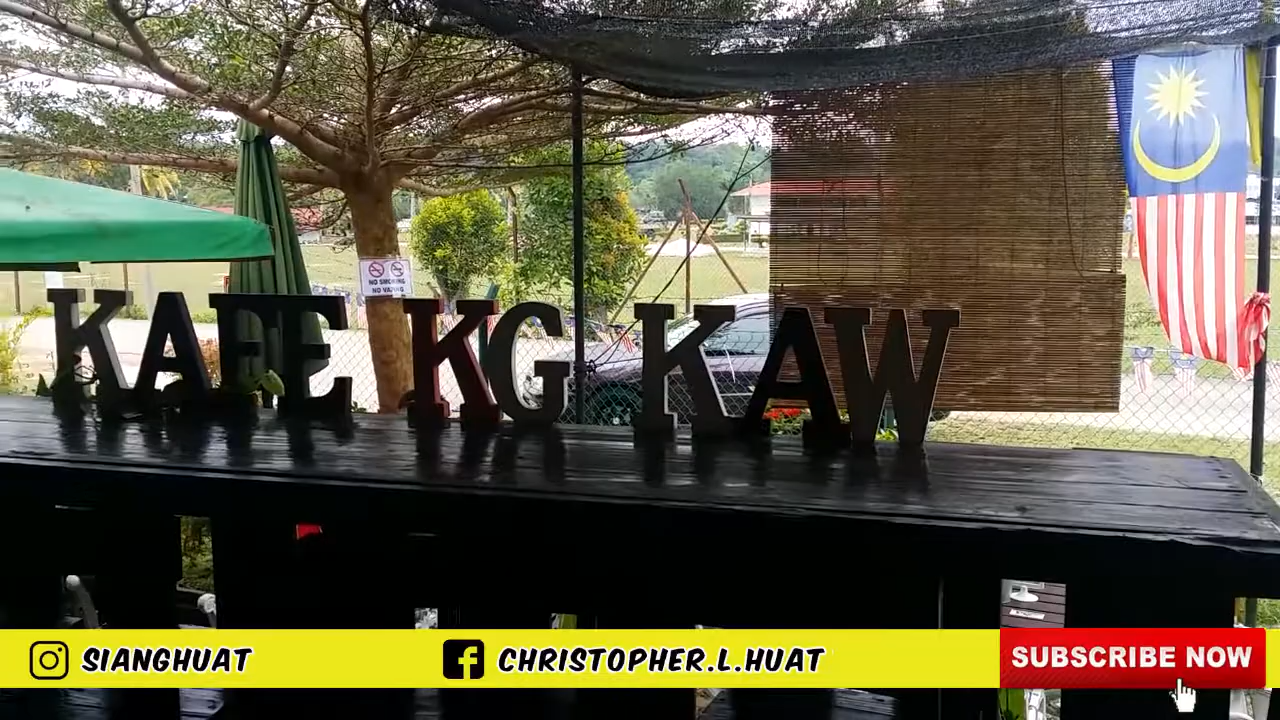 NO SMOKING
NO VAPING
KAFE KG KAW
SIANGHUAT
CHRISTOPHER.L.HUAT
SUBSCRIBE NOW